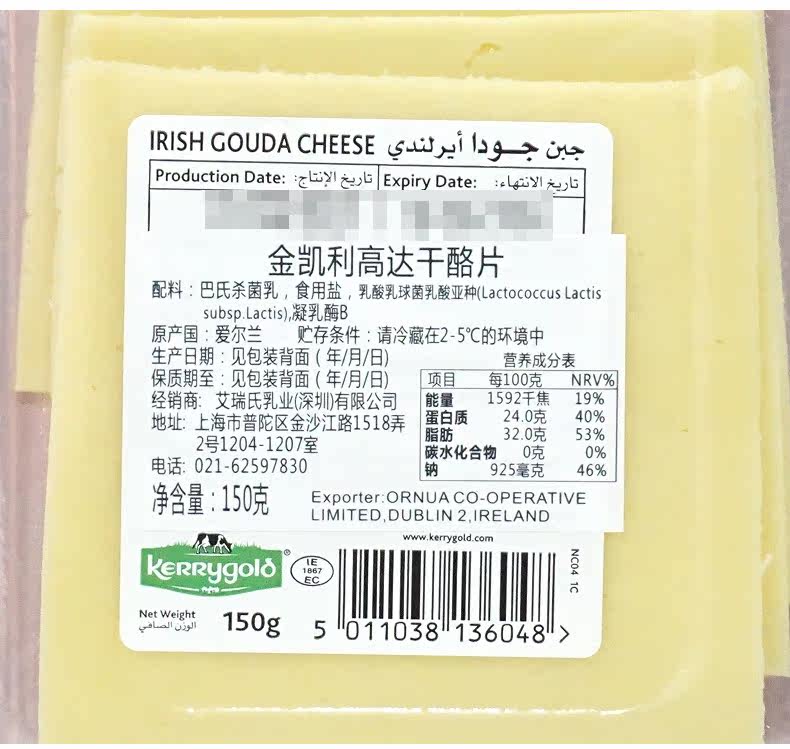 IRISH GOUDA CHEESE جبن جـودا أيرلندي
Production Date: تاريخ الإنتاج: Expiry Date: تاريخ الانتهاء:
金凯利高达干酪片
配料：巴氏杀菌乳，食用盐，乳酸乳球菌乳酸亚种(Lactococcus Lactis
subsp.Lactis),凝乳酶B
原产国：爱尔兰 贮存条件：请冷藏在2-5℃的环境中
生产日期：见包装背面（年/月/日）
保质期至：见包装背面（年/月/日）
经销商: 艾瑞氏乳业(深圳)有限公司
地址: 上海市普陀区金沙江路1518弄
2号1204-1207室
电话: 021-62597830
净含量：150克
营养成分表
项目 每100克 NRV%
能量 1592千焦 19%
蛋白质 24.0克 40%
脂肪 32.0克 53%
碳水化合物 0克 0%
钠 925毫克 46%
Exporter:ORNUA CO-OPERATIVE
LIMITED,DUBLIN 2,IRELAND
www.kerrygold.com
Kerrygold®
IE
1867
EC
NC04 1C
Net Weight
الوزن الصافي
150g
5 011038 136048 >